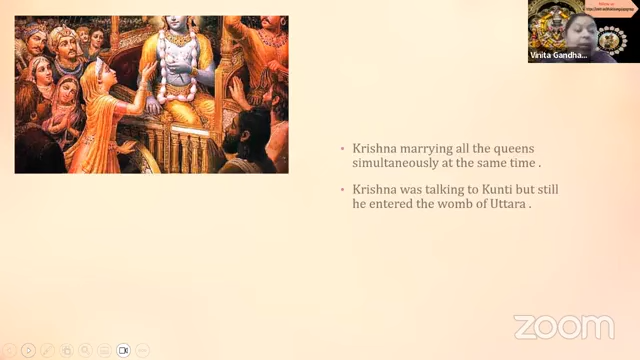 Vinita Gandha...
• Krishna marrying all the queens
simultaneously at the same time .
• Krishna was talking to Kunti but still
he entered the womb of Uttara .
zoom